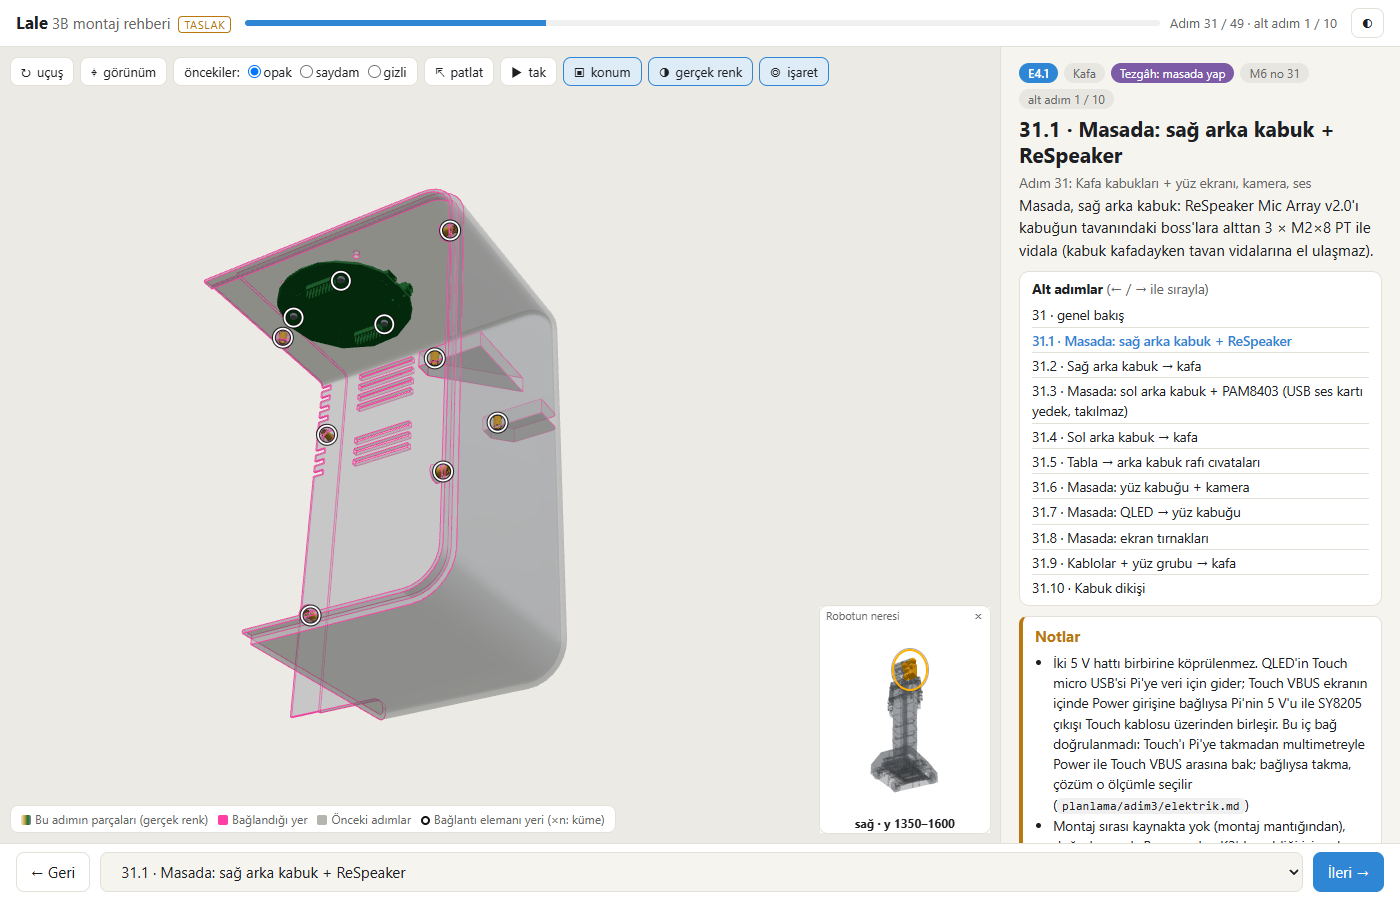 Lale 3B montaj rehberi TASLAK
Adım 31 / 49 · alt adım 1 / 10
↻ uçuş
⌖ görünüm
öncekiler: opak saydam gizli
⇱ patlat
▶ tak
▣ konum
◑ gerçek renk
◎ işaret
E4.1 Kafa Tezgâh: masada yap M6 no 31
alt adım 1 / 10
31.1 · Masada: sağ arka kabuk +
ReSpeaker
Adım 31: Kafa kabukları + yüz ekranı, kamera, ses
Masada, sağ arka kabuk: ReSpeaker Mic Array v2.0'ı
kabuğun tavanındaki boss'lara alttan 3 × M2×8 PT ile
vidala (kabuk kafadayken tavan vidalarına el ulaşmaz).
Alt adımlar (← / → ile sırayla)
31 · genel bakış
31.1 · Masada: sağ arka kabuk + ReSpeaker
31.2 · Sağ arka kabuk → kafa
31.3 · Masada: sol arka kabuk + PAM8403 (USB ses kartı
yedek, takılmaz)
31.4 · Sol arka kabuk → kafa
31.5 · Tabla → arka kabuk rafı cıvataları
31.6 · Masada: yüz kabuğu + kamera
31.7 · Masada: QLED → yüz kabuğu
31.8 · Masada: ekran tırnakları
31.9 · Kablolar + yüz grubu → kafa
31.10 · Kabuk dikişi
Notlar
• İki 5 V hattı birbirine köprülenmez. QLED'in Touch
micro USB'si Pi'ye veri için gider; Touch VBUS ekranın
içinde Power girişine bağlıysa Pi'nin 5 V'u ile SY8205
çıkışı Touch kablosu üzerinden birleşir. Bu iç bağ
doğrulanmadı: Touch'ı Pi'ye takmadan multimetreyle
Power ile Touch VBUS arasına bak; bağlıysa takma,
çözüm o ölçümle seçilir
(planlama/adim3/elektrik.md)
• Montaj sırası kaynakta yok (montaj mantığından),
Robotun neresi ×
sağ · y 1350–1600
Bu adımın parçaları (gerçek renk) Bağlandığı yer Önceki adımlar Bağlantı elemanı yeri (×n: küme)
← Geri
31.1 · Masada: sağ arka kabuk + ReSpeaker
İleri →